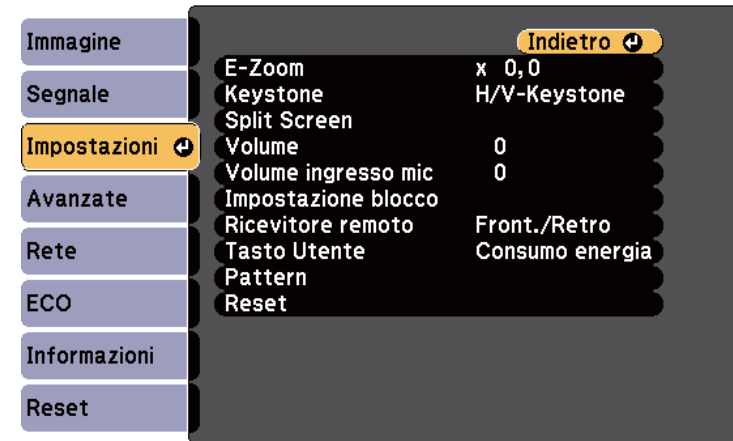 Immagine
Segnale
Impostazioni
Avanzate
Rete
ECO
Informazioni
Reset
Indietro
E-Zoom x 0,0
Keystone H/V-Keystone
Split Screen
Volume 0
Volume ingresso mic 0
Impostazione blocco
Ricevitore remoto Front./Retro
Tasto Utente Consumo energia
Pattern
Reset